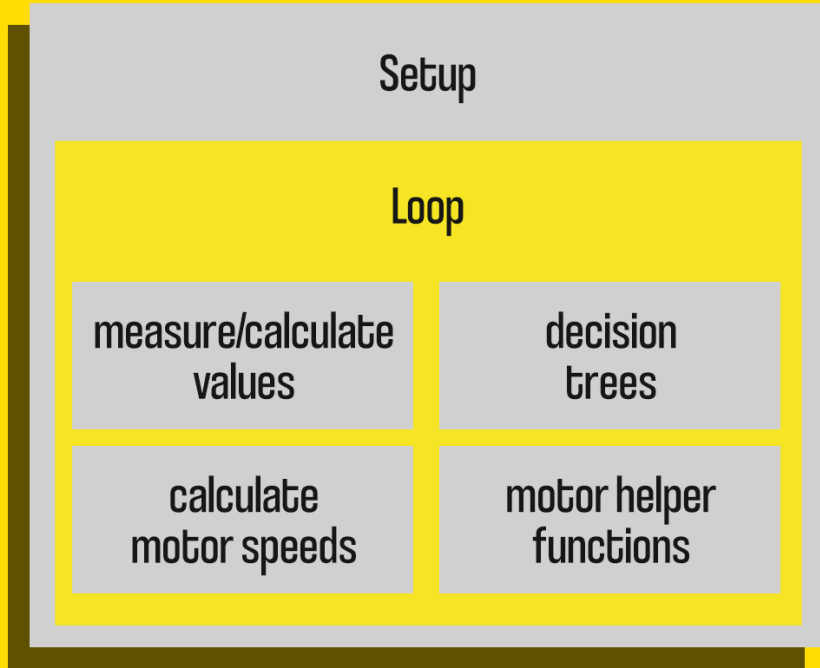 Setup
Loop
measure/calculate
values
decision
trees
calculate
motor speeds
motor helper
functions